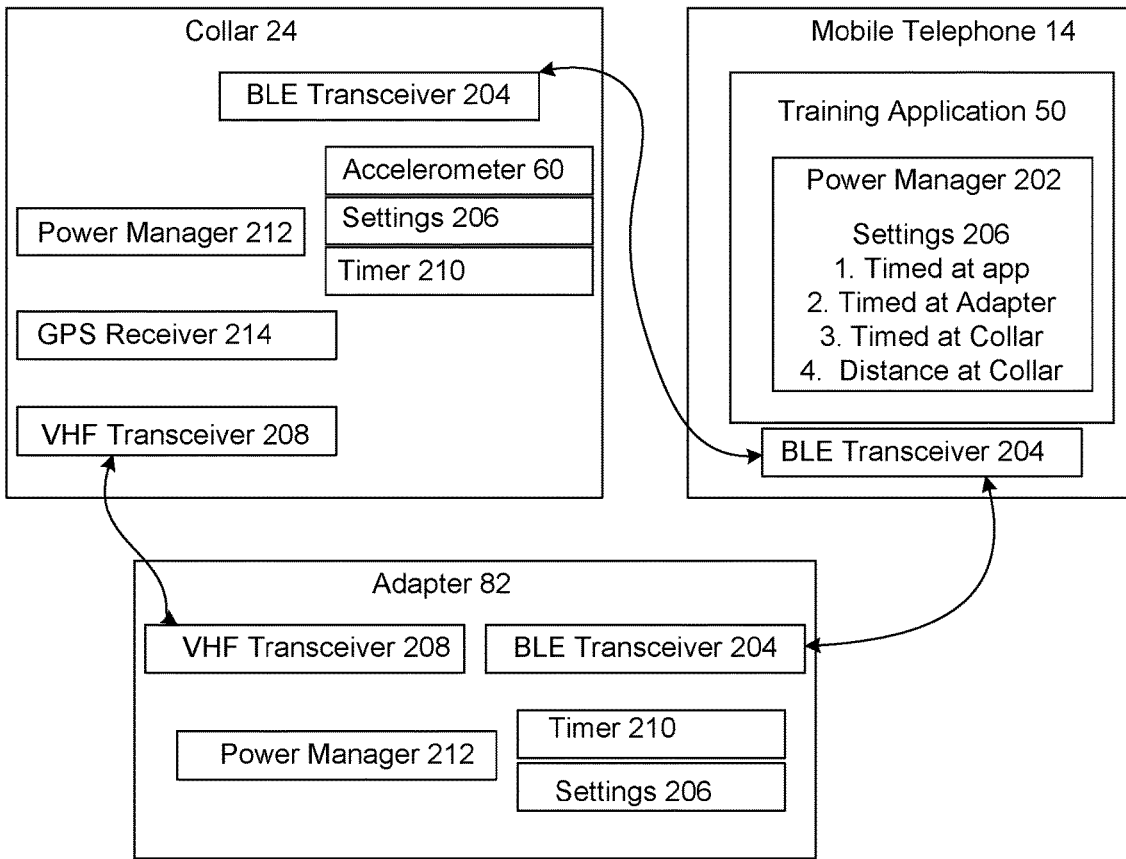 Collar 24
BLE Transceiver 204
Accelerometer 60
Settings 206
Timer 210
Power Manager 212
GPS Receiver 214
VHF Transceiver 208
Mobile Telephone 14
Training Application 50
Power Manager 202
Settings 206
1. Timed at app
2. Timed at Adapter
3. Timed at Collar
4. Distance at Collar
BLE Transceiver 204
Adapter 82
VHF Transceiver 208
BLE Transceiver 204
Power Manager 212
Timer 210
Settings 206